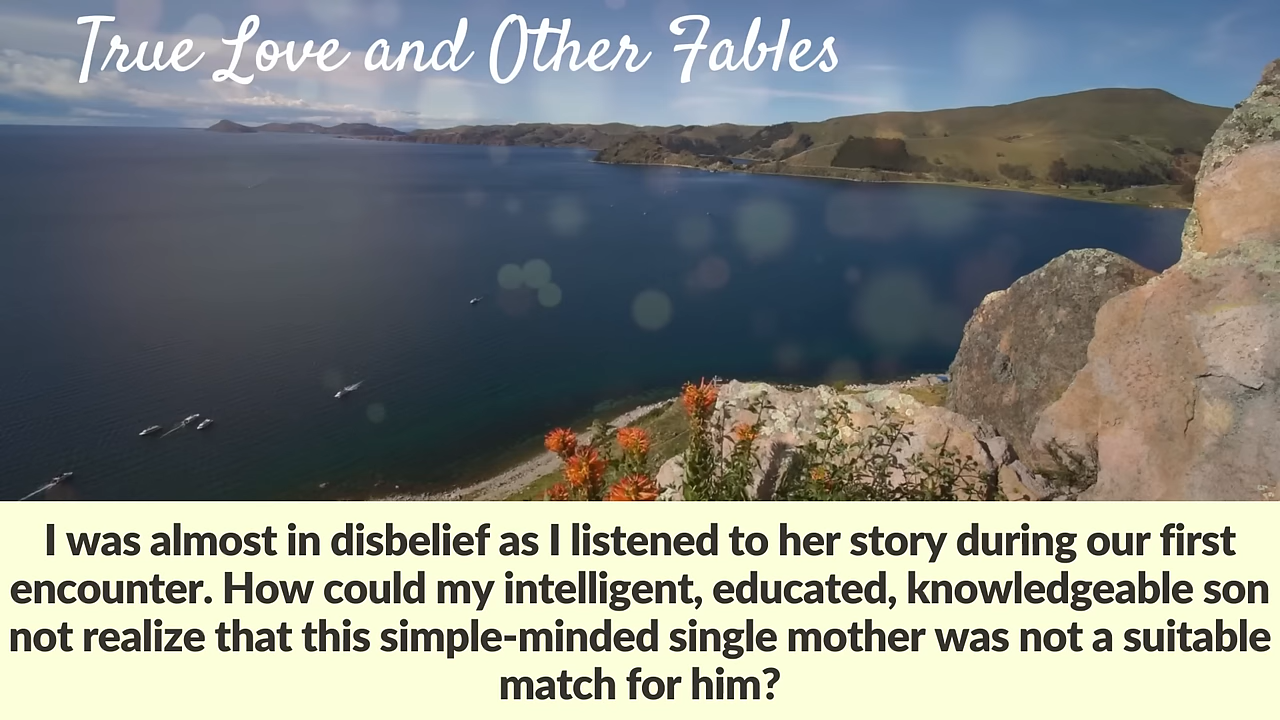 True Love and Other Fables
I was almost in disbelief as I listened to her story during our first
encounter. How could my intelligent, educated, knowledgeable son
not realize that this simple-minded single mother was not a suitable
match for him?